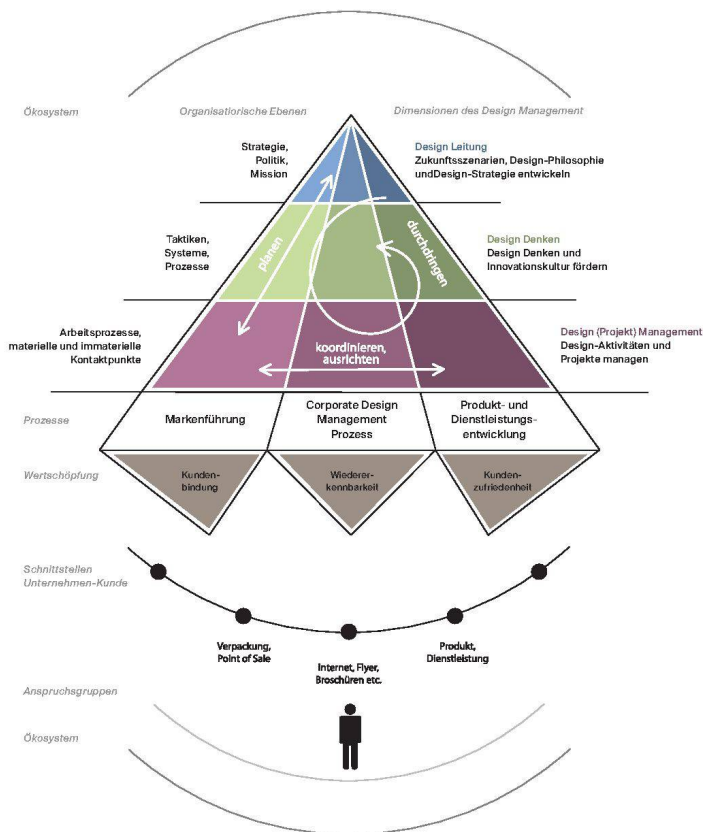 Ökosystem
Organisatiorische Ebenen
Dimensionen des Design Management
Strategie,
Politik,
Mission
Design Leitung
Zukunftsszenarien, Design-Philosophie
undDesign-Strategie entwickeln
Taktiken,
Systeme,
Prozesse
planen
durchdringen
Design Denken
Design Denken und
Innovationskultur fördern
Arbeitsprozesse,
materielle und immaterielle
Kontaktpunkte
koordinieren,
ausrichten
Design (Projekt) Management
Design-Aktivitäten und
Projekte managen
Prozesse
Markenführung
Corporate Design
Management
Prozess
Produkt- und
Dienstleistungs-
entwicklung
Wertschöpfung
Kunden-
bindung
Wiederer-
kennbarkeit
Kunden-
zufriedenheit
Schnittstellen
Unternehmen-Kunde
Verpackung,
Point of Sale
Internet, Flyer,
Broschüren etc.
Produkt,
Dienstleistung
Anspruchsgruppen
Ökosystem